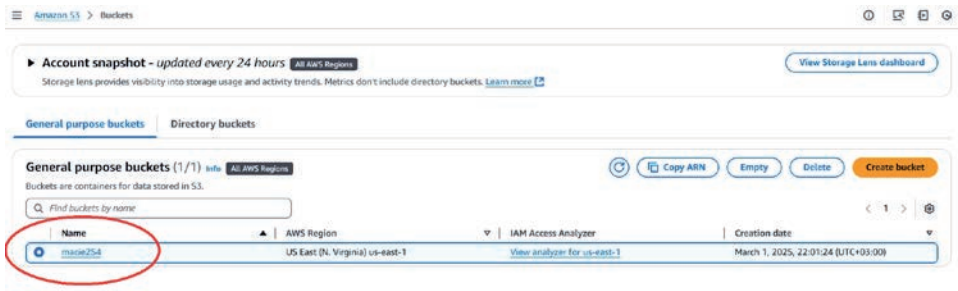 Amazon S3 > Buckets
Account snapshot - updated every 24 hours All AWS Regions
View Storage Lens dashboard
Storage lens provides visibility into storage usage and activity trends. Metrics don't include directory buckets. Learn more
General purpose buckets Directory buckets
General purpose buckets (1/1) Info All AWS Regions
Copy ARN Empty Delete Create bucket
Buckets are containers for data stored in S3.
Find buckets by name
< 1 >
Name AWS Region IAM Access Analyzer Creation date
macie254 US East (N. Virginia) us-east-1 View analyzer for us-east-1 March 1, 2025, 22:01:24 (UTC+03:00)